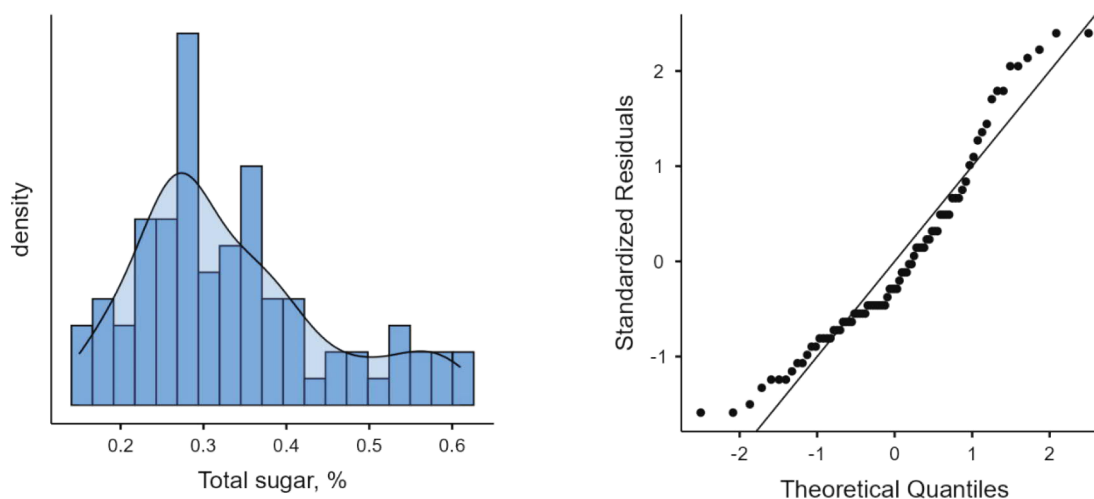 density
0.2 0.3 0.4 0.5 0.6
Total sugar, %
Standardized Residuals
2
1
0
-1
-2 -1 0 1 2
Theoretical Quantiles